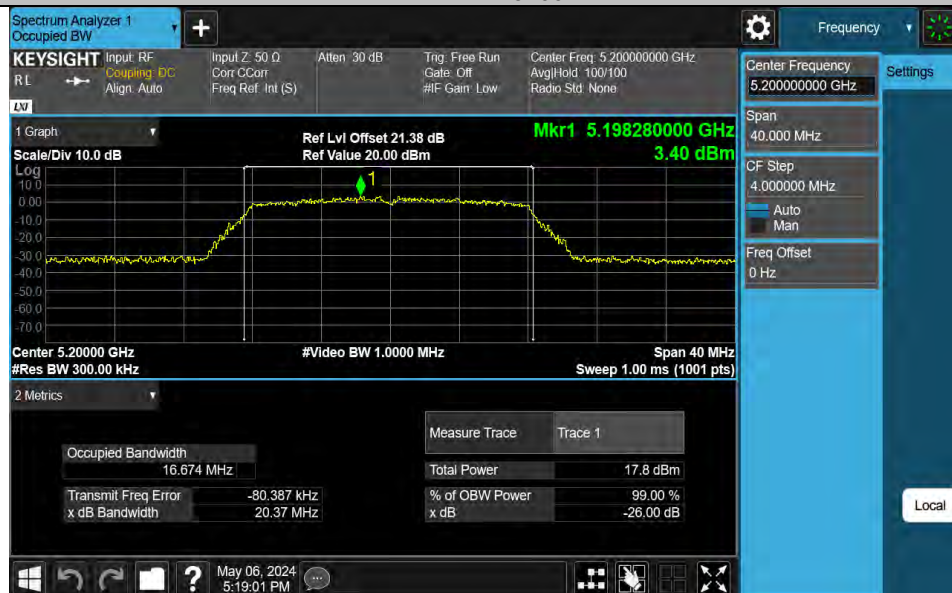 Spectrum Analyzer 1
Occupied BW
Frequency
KEYSIGHT
R L
LXI
Input: RF
Coupling: DC
Align: Auto
Input Z: 50 Ω
Corr CCorr
Freq Ref: Int (S)
Atten: 30 dB
Trig: Free Run
Gate: Off
#IF Gain: Low
Center Freq: 5.200000000 GHz
Avg|Hold: 100/100
Radio Std: None
Center Frequency
5.200000000 GHz
Settings
Span
40.000 MHz
CF Step
4.000000 MHz
Auto
Man
Freq Offset
0 Hz
1 Graph
Scale/Div 10.0 dB
Ref Lvl Offset 21.38 dB
Ref Value 20.00 dBm
Mkr1 5.198280000 GHz
3.40 dBm
Log
10.0
0.00
-10.0
-20.0
-30.0
-40.0
-50.0
-60.0
-70.0
1
Center 5.20000 GHz
#Res BW 300.00 kHz
#Video BW 1.0000 MHz
Span 40 MHz
Sweep 1.00 ms (1001 pts)
2 Metrics
Measure Trace Trace 1
Occupied Bandwidth
16.674 MHz
Total Power 17.8 dBm
Transmit Freq Error -80.387 kHz
% of OBW Power 99.00 %
x dB Bandwidth 20.37 MHz
x dB -26.00 dB
Local
?
May 06, 2024
5:19:01 PM